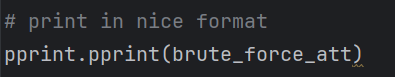 # print in nice format
pprint.pprint(brute_force_att)